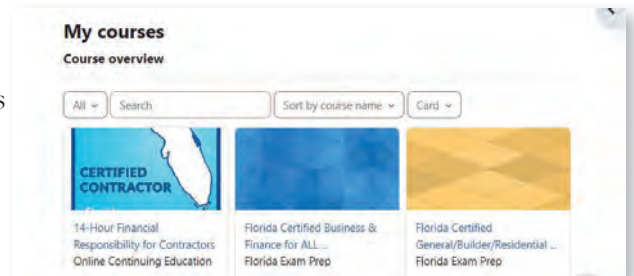 My courses
Course overview
s
All
Search
Sort by course name
Card
CERTIFIED
CONTRACTOR
14-Hour Financial
Responsibility for Contractors
Online Continuing Education
Florida Certified Business &
Finance for ALL ...
Florida Exam Prep
Florida Certified
General/Builder/Residential ...
Florida Exam Prep